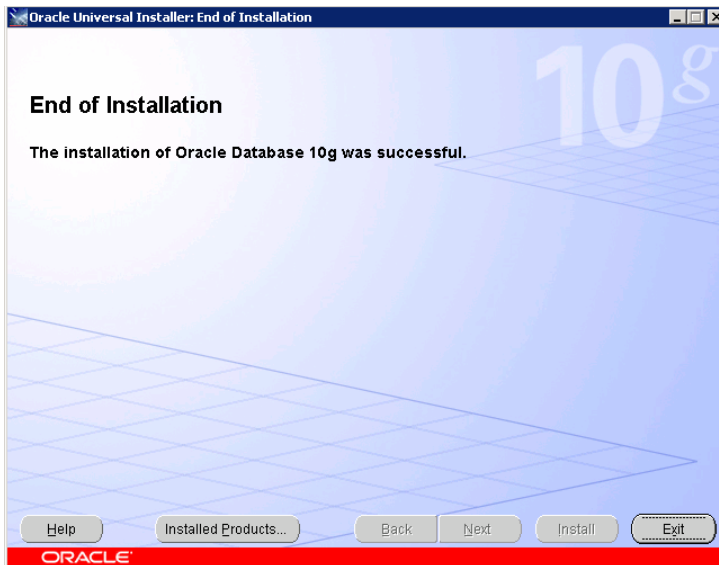 Oracle Universal Installer: End of Installation
10g
End of Installation
The installation of Oracle Database 10g was successful.
Help
Installed Products...
Back
Next
Install
Exit
ORACLE